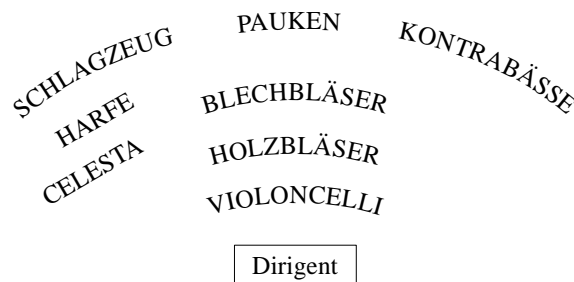 SCHLAGZEUG
PAUKEN
KONTRABÄSSE
HARFE
BLECHBLÄSER
CELESTA
HOLZBLÄSER
VIOLONCELLI
Dirigent